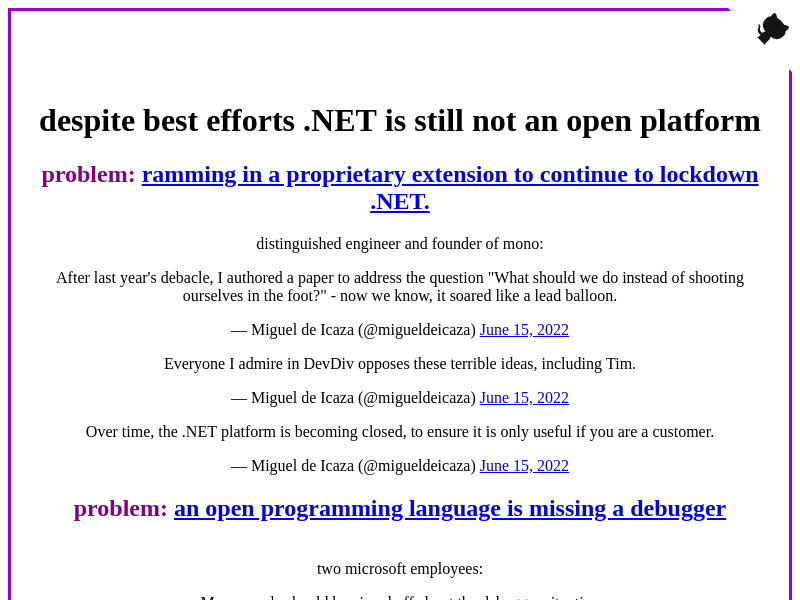 despite best efforts .NET is still not an open platform
problem: ramming in a proprietary extension to continue to lockdown
.NET.
distinguished engineer and founder of mono:
After last year's debacle, I authored a paper to address the question "What should we do instead of shooting
ourselves in the foot?" - now we know, it soared like a lead balloon.
— Miguel de Icaza (@migueldeicaza) June 15, 2022
Everyone I admire in DevDiv opposes these terrible ideas, including Tim.
— Miguel de Icaza (@migueldeicaza) June 15, 2022
Over time, the .NET platform is becoming closed, to ensure it is only useful if you are a customer.
— Miguel de Icaza (@migueldeicaza) June 15, 2022
problem: an open programming language is missing a debugger
two microsoft employees: